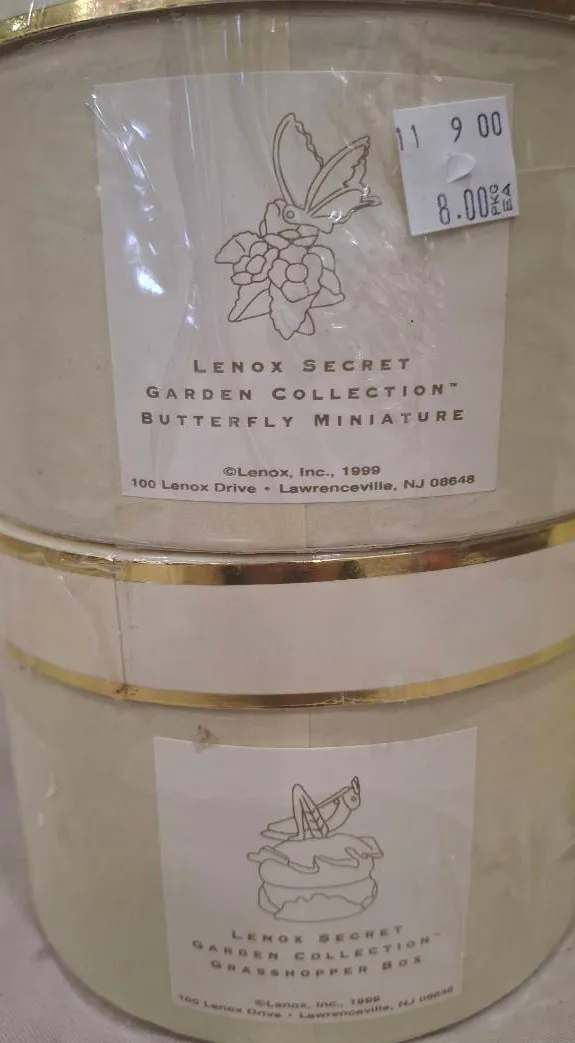 11 9 00
8.00 PKG EA
LENOX SECRET
GARDEN COLLECTION™
BUTTERFLY MINIATURE
©Lenox, Inc., 1999
100 Lenox Drive • Lawrenceville, NJ 08648
LENOX SECRET
GARDEN COLLECTION™
GRASSHOPPER BOX
©Lenox, Inc., 1999
100 Lenox Drive • Lawrenceville, NJ 08648